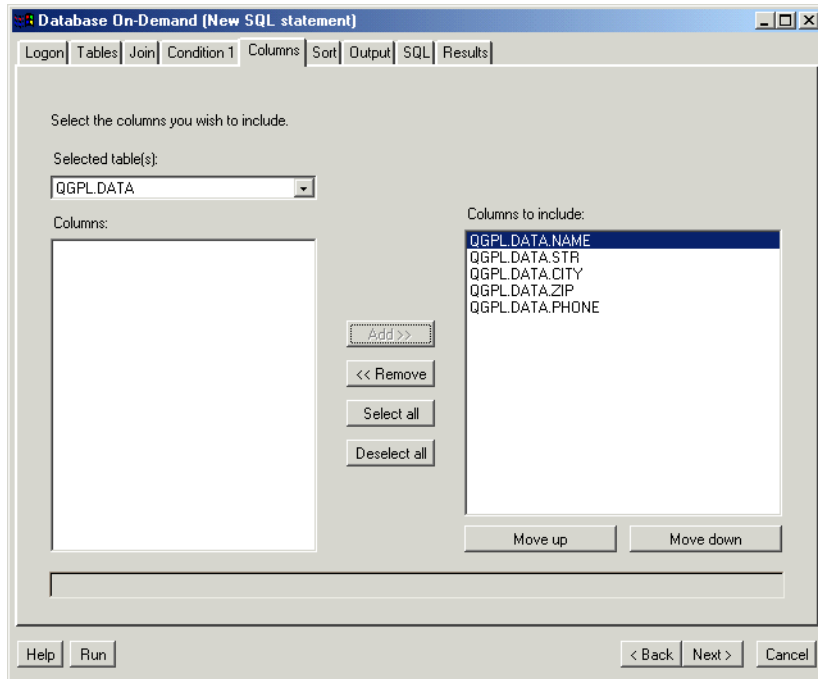 Database On-Demand (New SQL statement)
Logon Tables Join Condition 1 Columns Sort Output SQL Results
Select the columns you wish to include.
Selected table(s):
QGPL.DATA
Columns:
Columns to include:
QGPL.DATA.NAME
QGPL.DATA.STR
QGPL.DATA.CITY
QGPL.DATA.ZIP
QGPL.DATA.PHONE
Add >>
<< Remove
Select all
Deselect all
Move up Move down
Help Run < Back Next > Cancel